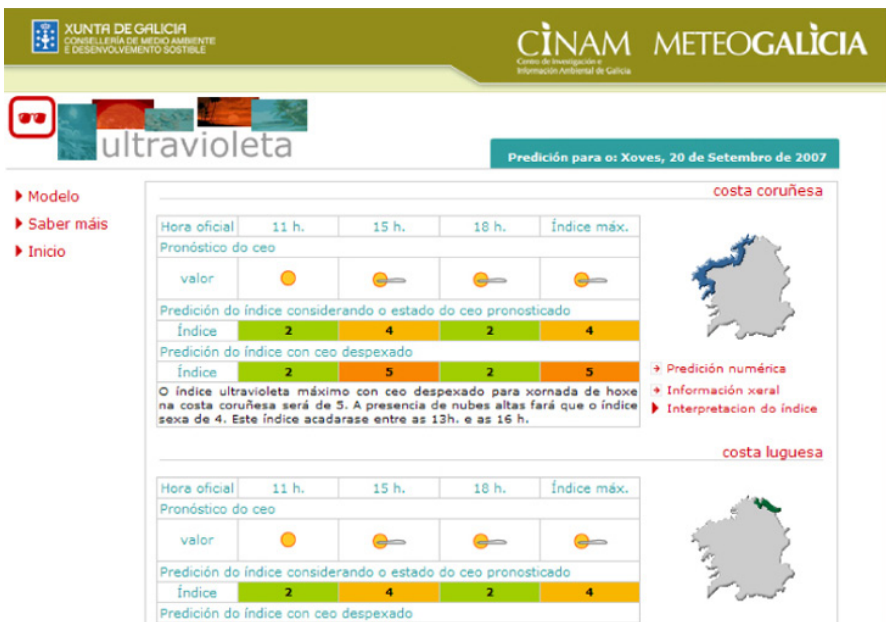 XUNTA DE GALICIA
CONSELLERÍA DE MEDIO AMBIENTE
E DESENVOLVEMENTO SOSTIBLE
CINAM
Centro de Investigación e
Información Ambiental de Galicia
METEOGALICIA
ultravioleta
Predición para o: Xoves, 20 de Setembro de 2007
Modelo
Saber máis
Inicio
costa coruñesa
Hora oficial 11 h. 15 h. 18 h. Índice máx.
Pronóstico do ceo
valor
Predición do índice considerando o estado do ceo pronosticado
Índice 2 4 2 4
Predición do índice con ceo despexado
Índice 2 5 2 5
O índice ultravioleta máximo con ceo despexado para xornada de hoxe
na costa coruñesa será de 5. A presencia de nubes altas fará que o índice
sexa de 4. Este índice acadarase entre as 13h. e as 16 h.
Predición numérica
Información xeral
Interpretacion do índice
costa luguesa
Hora oficial 11 h. 15 h. 18 h. Índice máx.
Pronóstico do ceo
valor
Predición do índice considerando o estado do ceo pronosticado
Índice 2 4 2 4
Predición do índice con ceo despexado